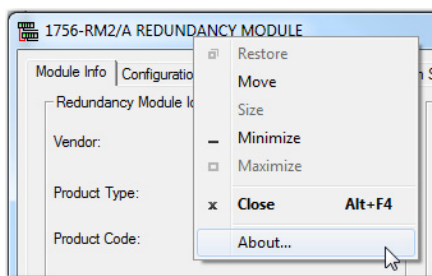 1756-RM2/A REDUNDANCY MODULE
Restore
Module Info Configuratio
Move
Redundancy Module Id
Size
Vendor:
Minimize
Maximize
Product Type:
Close Alt+F4
Product Code:
About...